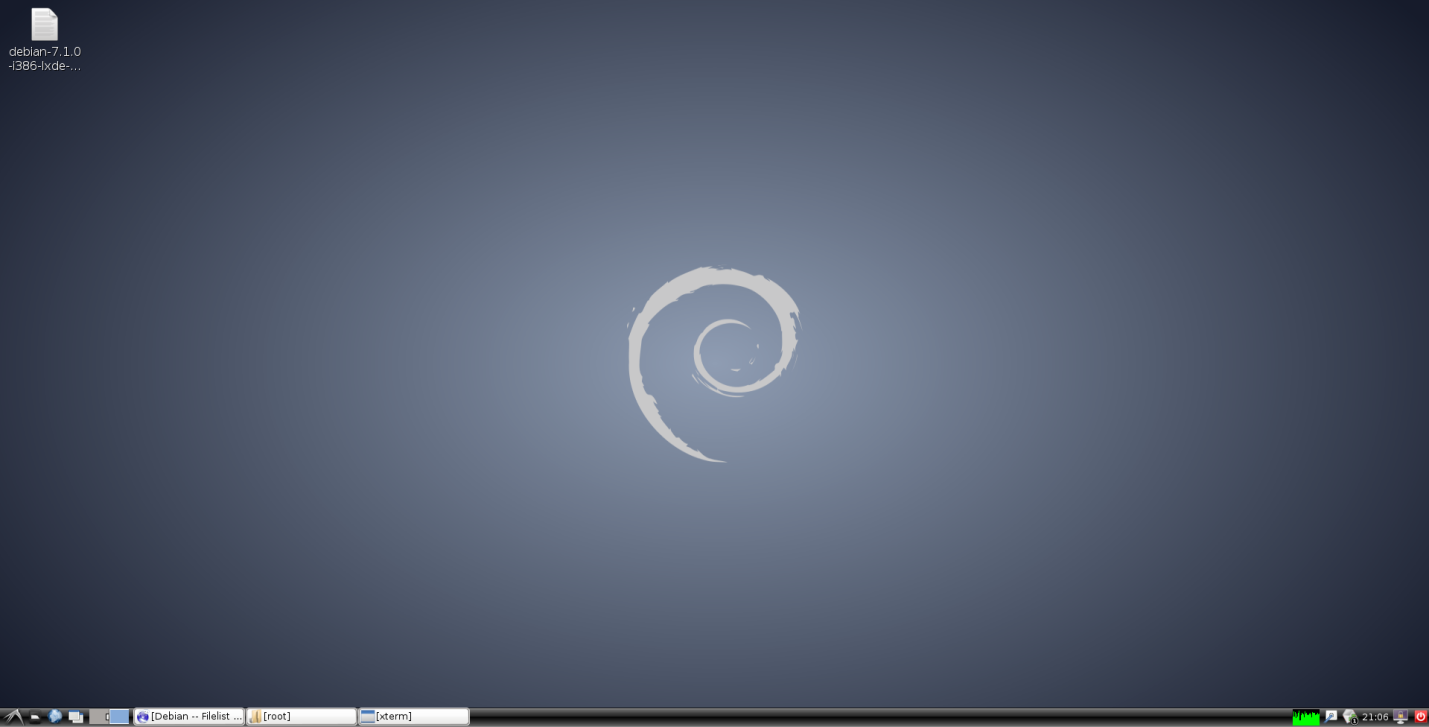 debian-7.1.0
-i386-lxde-...
[Debian -- Filelist ...
[root]
[xterm]
21:06